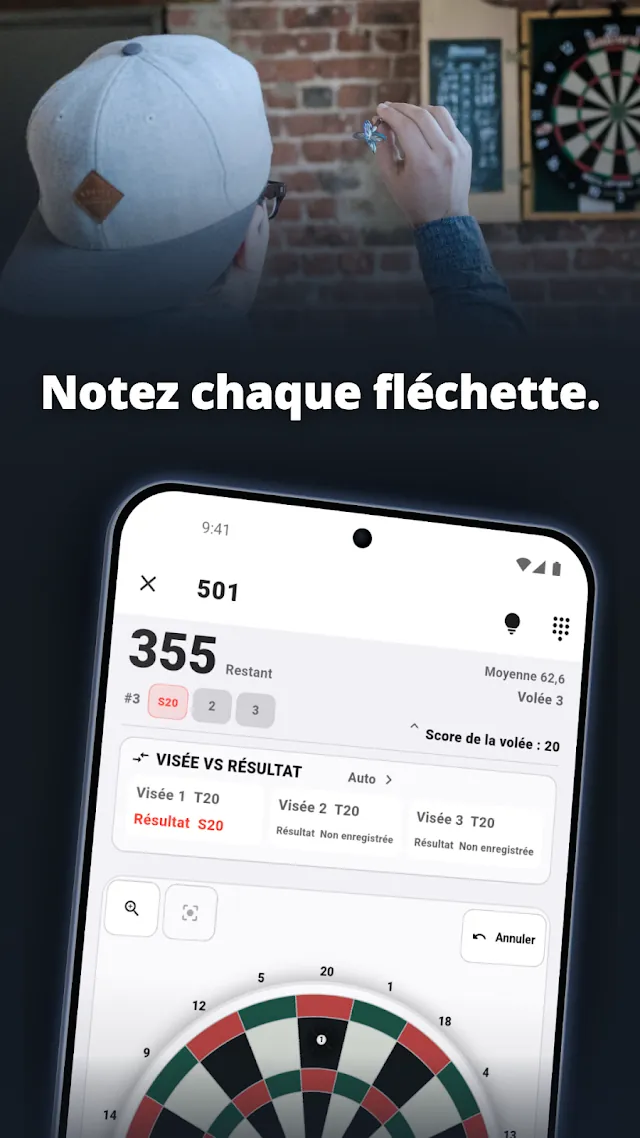 Notez chaque fléchette.
9:41
501
355 Restant
Moyenne 62,6
Volée 3
#3 S20 2 3
Score de la volée : 20
VISÉE VS RÉSULTAT
Auto
Visée 1 T20
Résultat S20
Visée 2 T20
Résultat Non enregistrée
Visée 3 T20
Résultat Non enregistrée
Annuler
14
9
12
5
20
1
18
4
13
1